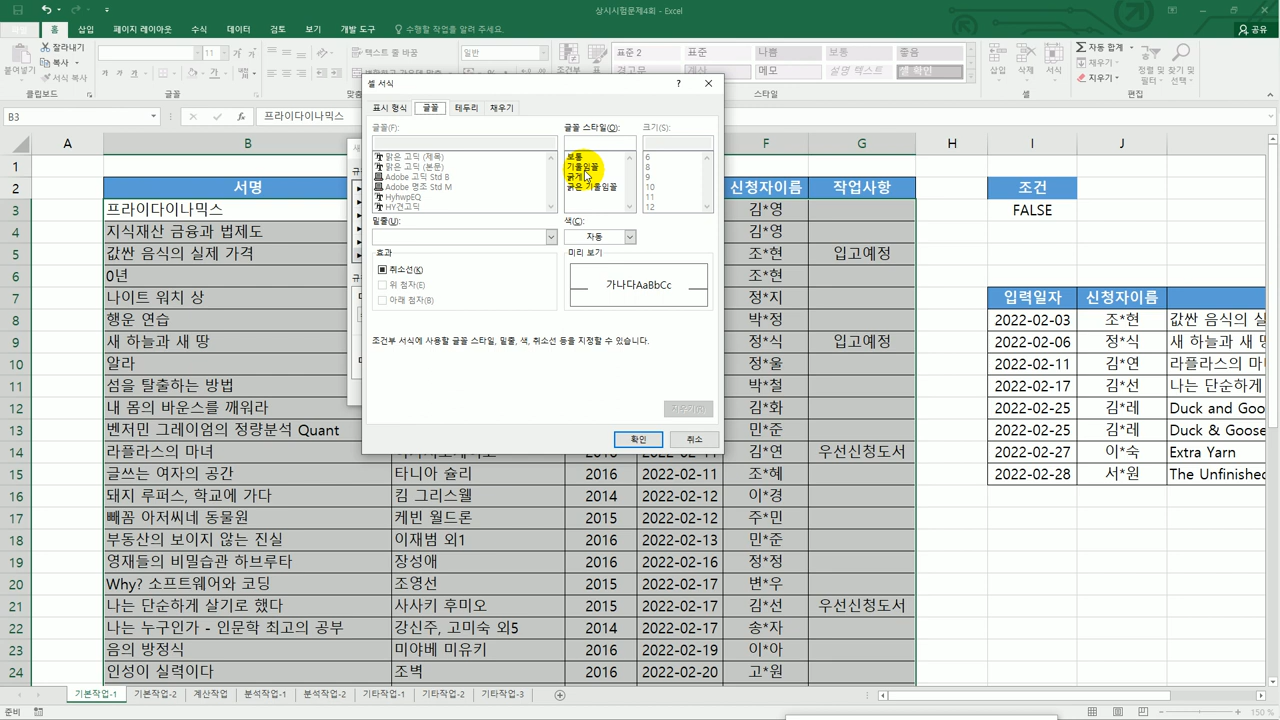 상시시험문제4회 - Excel
홈 삽입 페이지 레이아웃 수식 데이터 검토 보기 개발 도구 수행할 작업을 알려 주세요. 공유
붙여넣기 잘라내기 복사 서식 복사
11 텍스트 줄 바꿈 일반 조건부 표
표준 2 표준 나쁨 보통 좋음
경고문 계산 메모 설명 텍스트 셀 확인
삽입 삭제 서식 자동 합계 채우기 지우기 정렬 및 필터 찾기 및 선택
클립보드 글꼴 스타일 셀 편집
B3 프라이다이나믹스
셀 서식
표시 형식 글꼴 테두리 채우기
글꼴(F): 글꼴 스타일(O): 크기(S):
맑은 고딕 (제목) 보통 6
맑은 고딕 (본문) 기울임꼴 8
Adobe 고딕 Std B 굵게 9
Adobe 명조 Std M 굵은 기울임꼴 10
HyhwpEQ 11
HY견고딕 12
밑줄(U): 색(C):
자동
효과 미리 보기
취소선(K)
위 첨자(E)
아래 첨자(B)
가나다AaBbCc
조건부 서식에 사용할 글꼴 스타일, 밑줄, 색, 취소선 등을 지정할 수 있습니다.
지우기(R)
확인 취소
A B F G H I J
1
2 서명 신청자이름 작업사항 조건
3 프라이다이나믹스 김*영 FALSE
4 지식재산 금융과 법제도 김*영
5 값싼 음식의 실제 가격 조*현 입고예정
6 0년 조*현
7 나이트 워치 상 정*지 입력일자 신청자이름
8 행운 연습 박*정 2022-02-03 조*현 값싼 음식의 실
9 새 하늘과 새 땅 정*식 입고예정 2022-02-06 정*식 새 하늘과 새 땅
10 알라 정*울 2022-02-11 김*연 라플라스의 마녀
11 섬을 탈출하는 방법 박*철 2022-02-17 김*선 나는 단순하게
12 내 몸의 바운스를 깨워라 김*화 2022-02-25 김*레 Duck and Goo
13 벤저민 그레이엄의 정량분석 Quant 민*준 2022-02-25 김*레 Duck & Goose
14 라플라스의 마녀 김*연 우선신청도서 2022-02-27 이*숙 Extra Yarn
15 글쓰는 여자의 공간 타니아 슐리 2016 2022-02-11 조*혜 2022-02-28 서*원 The Unfinished
16 돼지 루퍼스, 학교에 가다 킴 그리스웰 2014 2022-02-12 이*경
17 빼꼼 아저씨네 동물원 케빈 월드론 2015 2022-02-12 주*민
18 부동산의 보이지 않는 진실 이재범 외1 2016 2022-02-13 민*준
19 영재들의 비밀습관 하브루타 장성애 2016 2022-02-16 정*정
20 Why? 소프트웨어와 코딩 조영선 2015 2022-02-17 변*우
21 나는 단순하게 살기로 했다 사사키 후미오 2015 2022-02-17 김*선 우선신청도서
22 나는 누구인가 - 인문학 최고의 공부 강신주, 고미숙 외5 2014 2022-02-17 송*자
23 음의 방정식 미야베 미유키 2016 2022-02-19 이*아
24 인성이 실력이다 조벽 2016 2022-02-20 고*원
기본작업-1 기본작업-2 계산작업 분석작업-1 분석작업-2 기타작업-1 기타작업-2 기타작업-3
준비 150 %